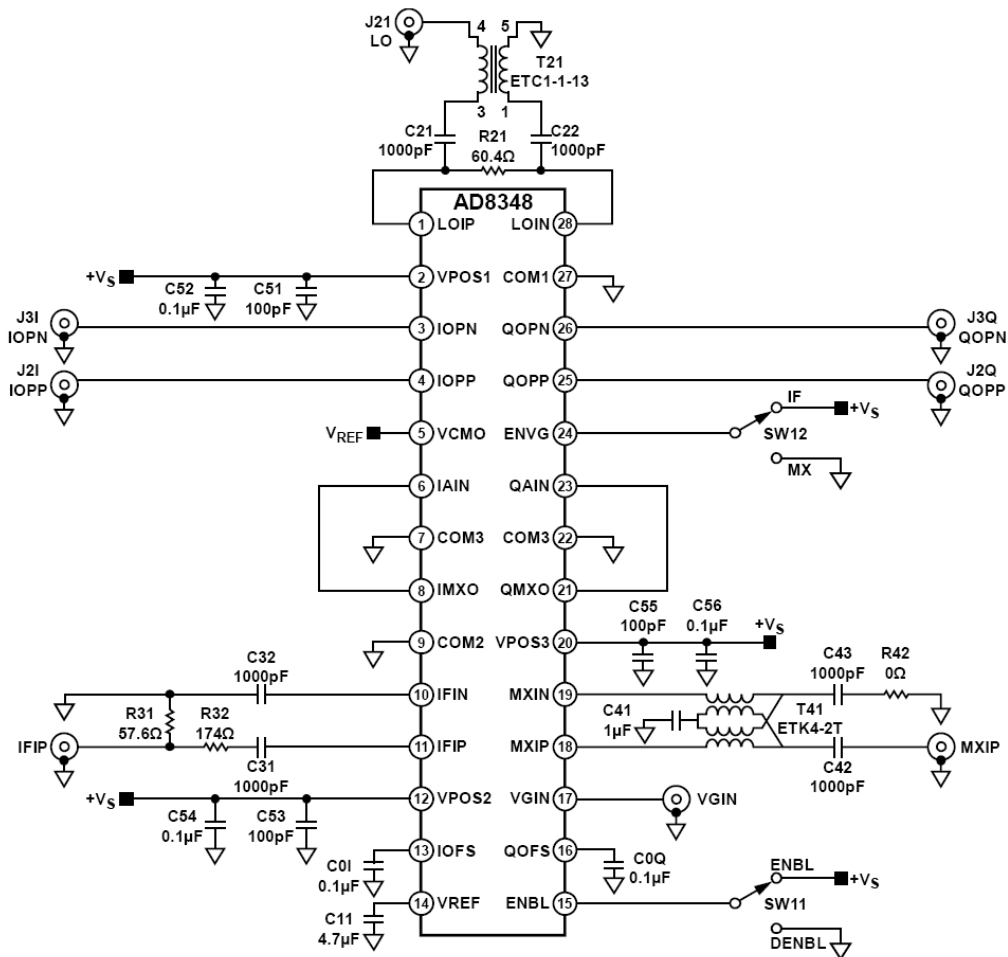 J21
LO
4
5
T21
ETC1-1-13
3
1
C21
1000pF
R21
60.4Ω
C22
1000pF
AD8348
1 LOIP
LOIN 28
+VS
C52
0.1µF
C51
100pF
2 VPOS1
COM1 27
J3I
IOPN
3 IOPN
QOPN 26
J3Q
QOPN
J2I
IOPP
4 IOPP
QOPP 25
J2Q
QOPP
VREF
5 VCMO
ENVG 24
IF
+VS
SW12
MX
6 IAIN
QAIN 23
7 COM3
COM3 22
8 IMXO
QMXO 21
9 COM2
VPOS3 20
C55
100pF
C56
0.1µF
+VS
C32
1000pF
10 IFIN
MXIN 19
C43
1000pF
R42
0Ω
R31
57.6Ω
R32
174Ω
C41
1µF
T41
ETK4-2T
IFIP
C31
1000pF
11 IFIP
MXIP 18
C42
1000pF
MXIP
+VS
C54
0.1µF
C53
100pF
12 VPOS2
VGIN 17
VGIN
C0I
0.1µF
13 IOFS
QOFS 16
C0Q
0.1µF
C11
4.7µF
14 VREF
ENBL 15
ENBL
+VS
SW11
DENBL